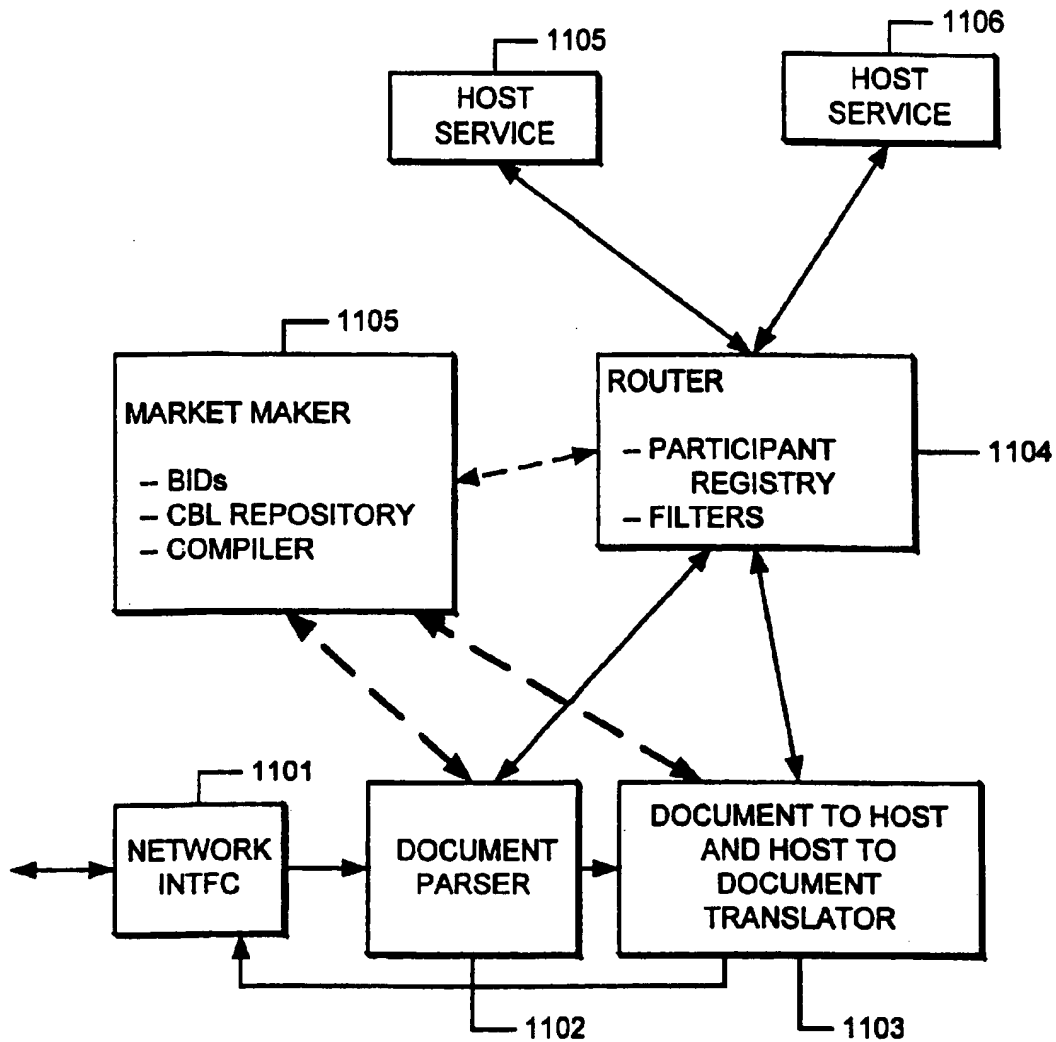 1105
HOST
SERVICE
1106
HOST
SERVICE
1105
MARKET MAKER
– BIDs
– CBL REPOSITORY
– COMPILER
ROUTER
– PARTICIPANT
REGISTRY
– FILTERS
1104
1101
NETWORK
INTFC
DOCUMENT
PARSER
DOCUMENT TO HOST
AND HOST TO
DOCUMENT
TRANSLATOR
1102
1103